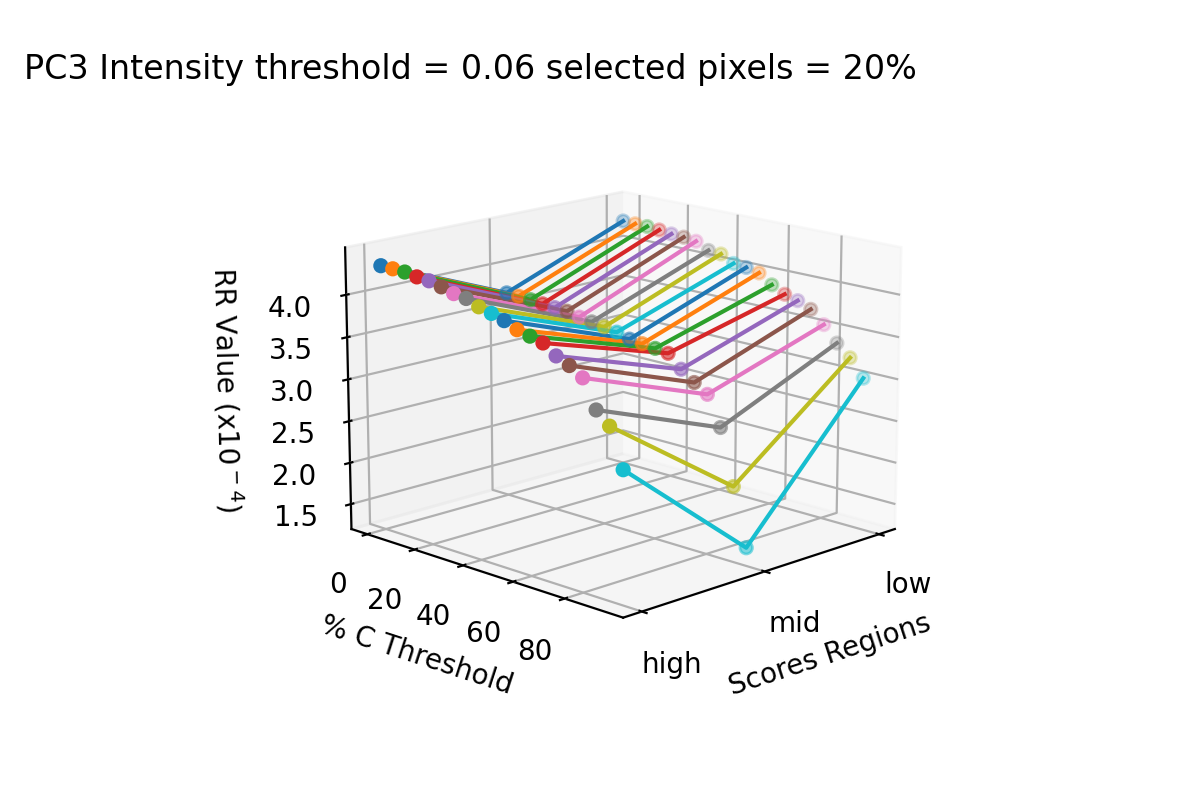 PC3 Intensity threshold = 0.06 selected pixels = 20%
RR Value (x10⁻⁴)
4.0
3.5
3.0
2.5
2.0
1.5
0
20
40
60
80
% C Threshold
high
mid
low
Scores Regions